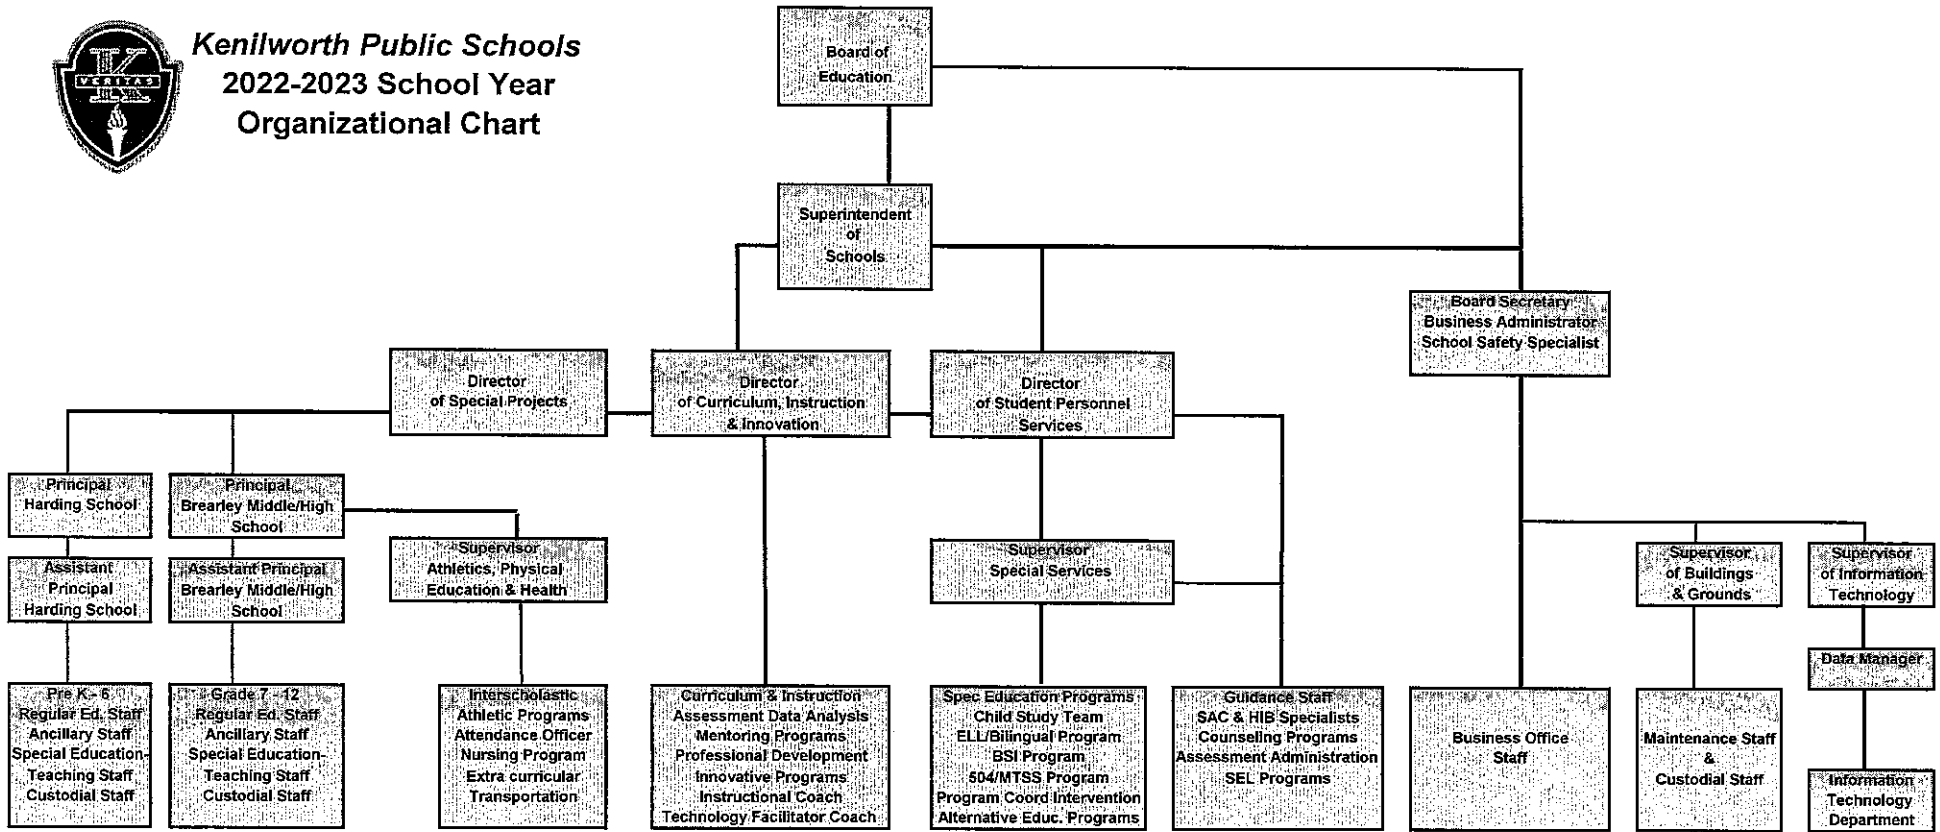 VERITAS
K
Kenilworth Public Schools
2022-2023 School Year
Organizational Chart
Board of
Education
Superintendent
of
Schools
Board Secretary
Business Administrator
School Safety Specialist
Director
of Special Projects
Director
of Curriculum, Instruction
& Innovation
Director
of Student Personnel
Services
Principal
Harding School
Principal
Brearley Middle/High
School
Supervisor
Athletics, Physical
Education & Health
Supervisor
Special Services
Supervisor
of Buildings
& Grounds
Supervisor
of Information
Technology
Assistant
Principal
Harding School
Assistant Principal
Brearley Middle/High
School
Data Manager
Pre K - 6
Regular Ed. Staff
Ancillary Staff
Special Education-
Teaching Staff
Custodial Staff
Grade 7 - 12
Regular Ed. Staff
Ancillary Staff
Special Education-
Teaching Staff
Custodial Staff
Interscholastic
Athletic Programs
Attendance Officer
Nursing Program
Extra curricular
Transportation
Curriculum & Instruction
Assessment Data Analysis
Mentoring Programs
Professional Development
Innovative Programs
Instructional Coach
Technology Facilitator Coach
Spec Education Programs
Child Study Team
ELL/Bilingual Program
BSI Program
504/MTSS Program
Program Coord Intervention
Alternative Educ. Programs
Guidance Staff
SAC & HIB Specialists
Counseling Programs
Assessment Administration
SEL Programs
Business Office
Staff
Maintenance Staff
&
Custodial Staff
Information
Technology
Department